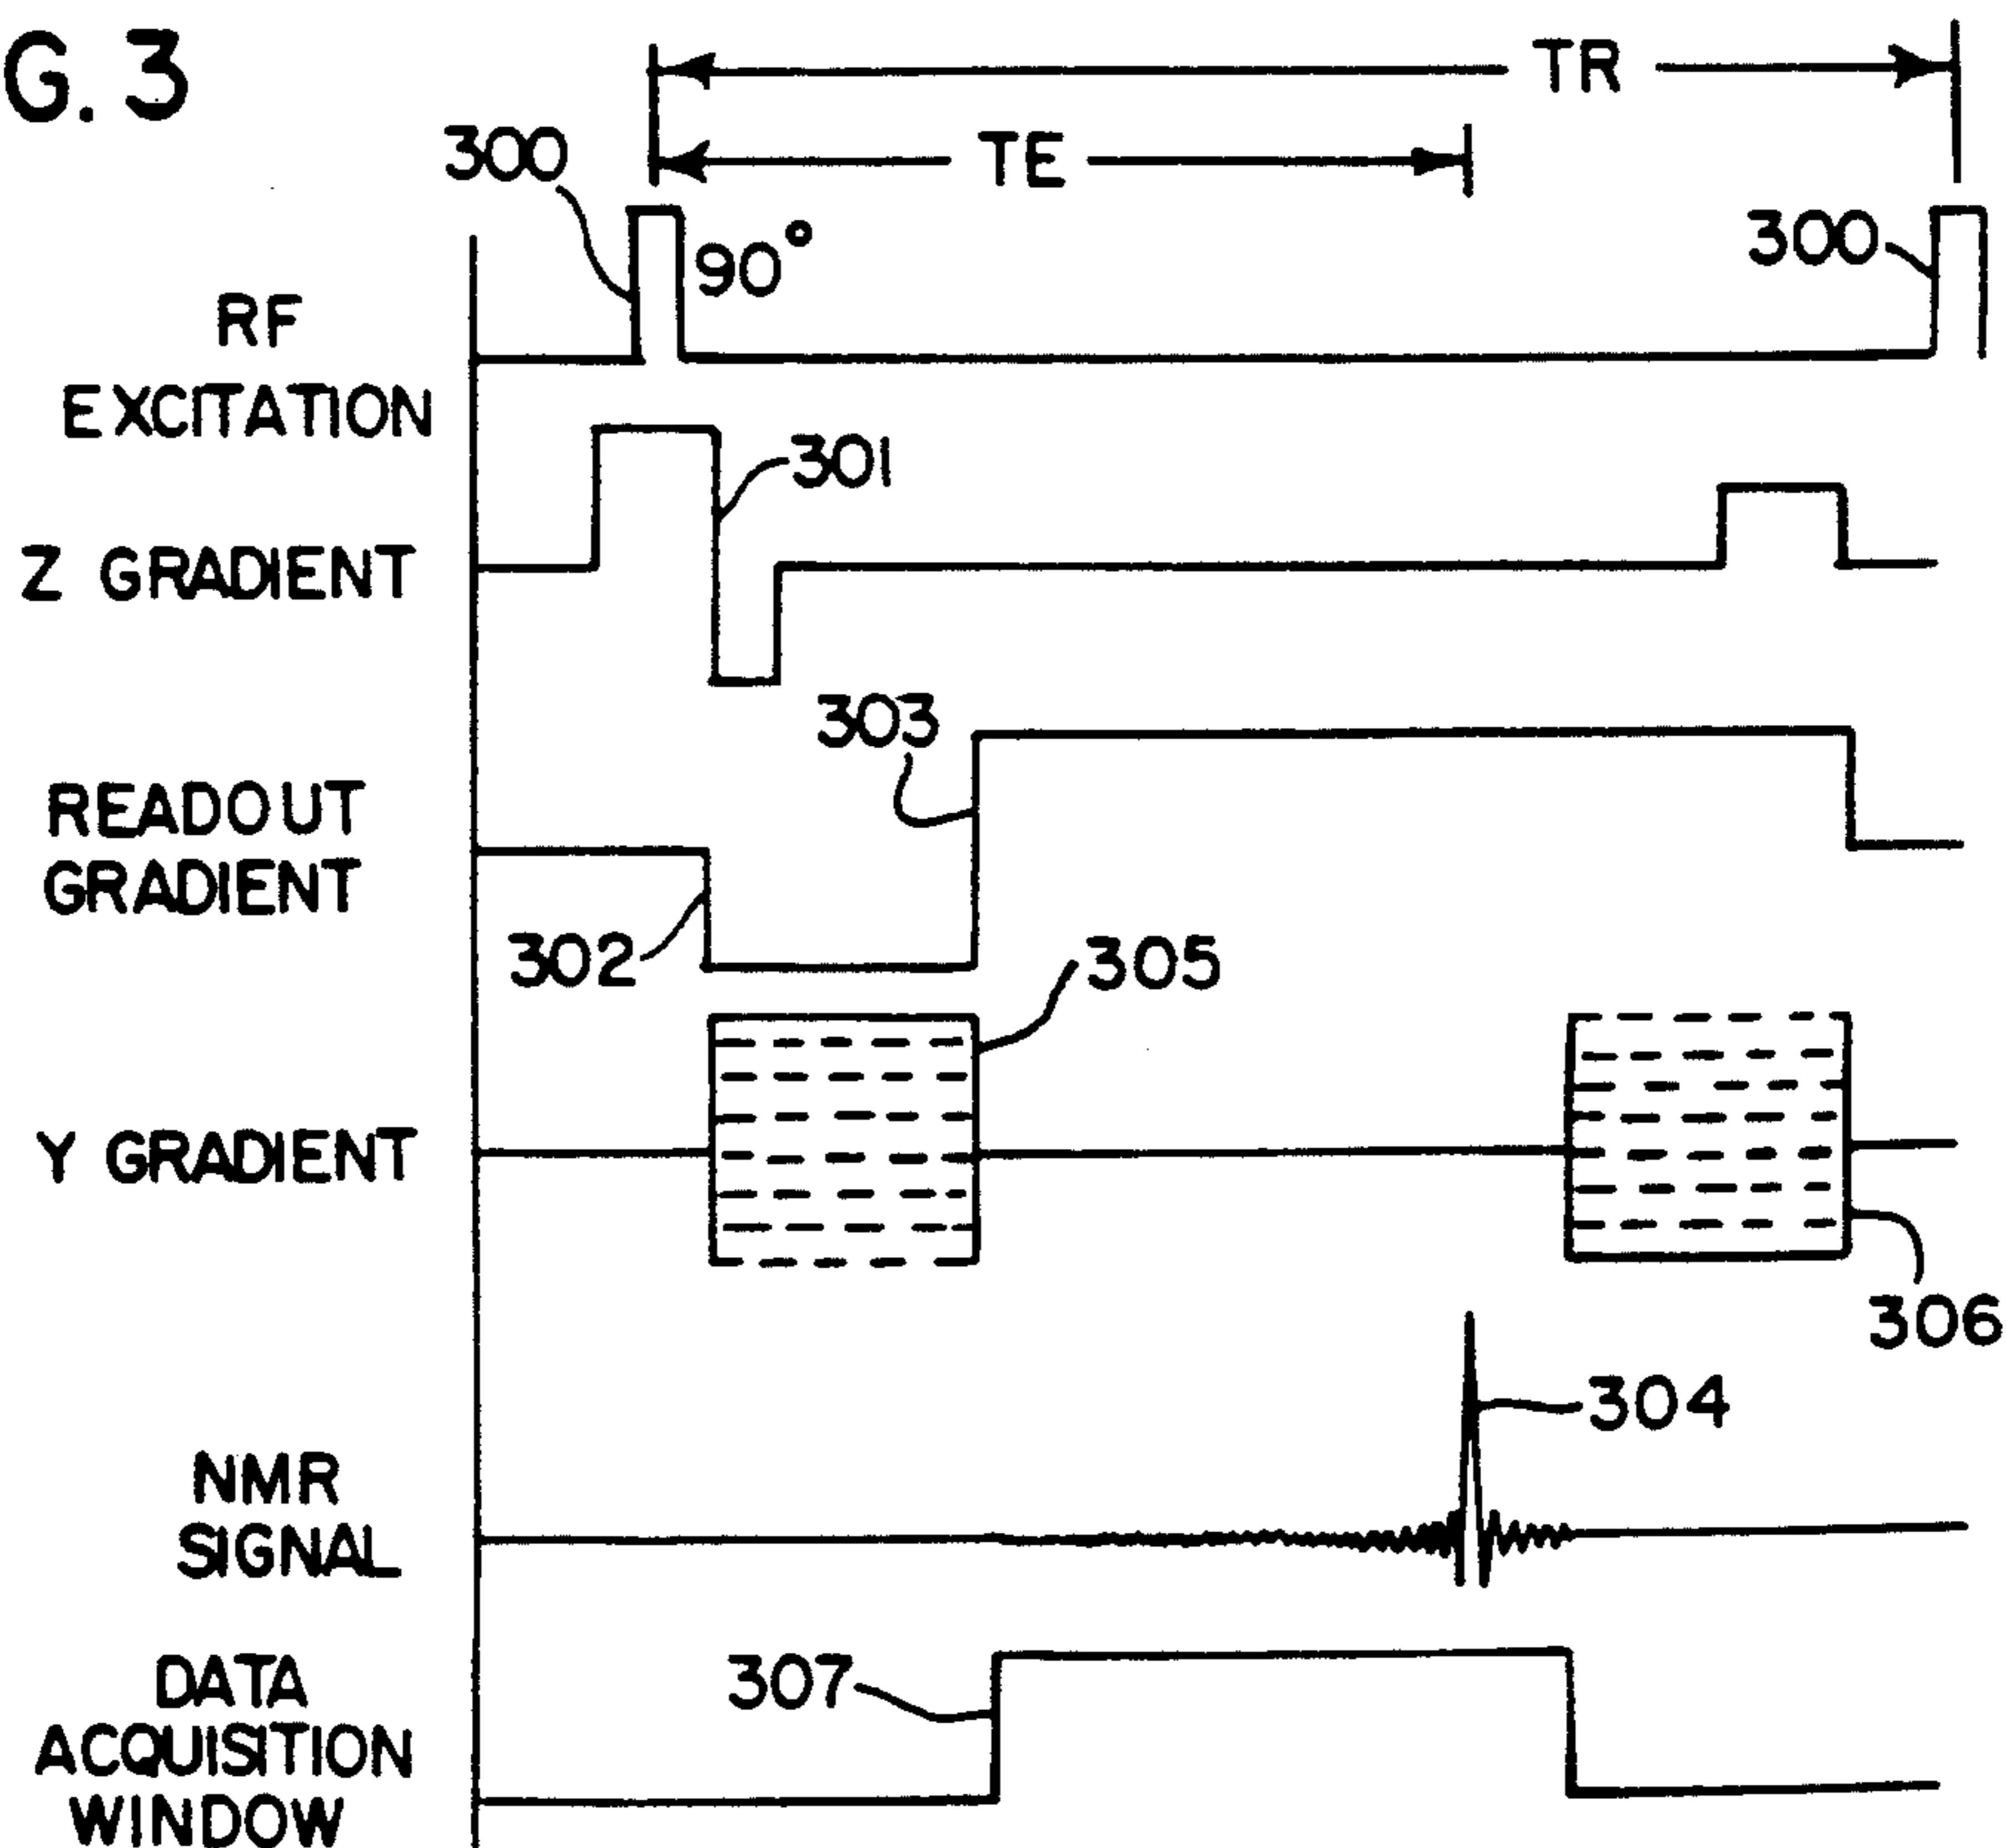 G. 3
TR
TE
300
90°
300
RF
EXCITATION
301
Z GRADIENT
303
READOUT
GRADIENT
302
305
Y GRADIENT
306
304
NMR
SIGNAL
307
DATA
ACQUISITION
WINDOW